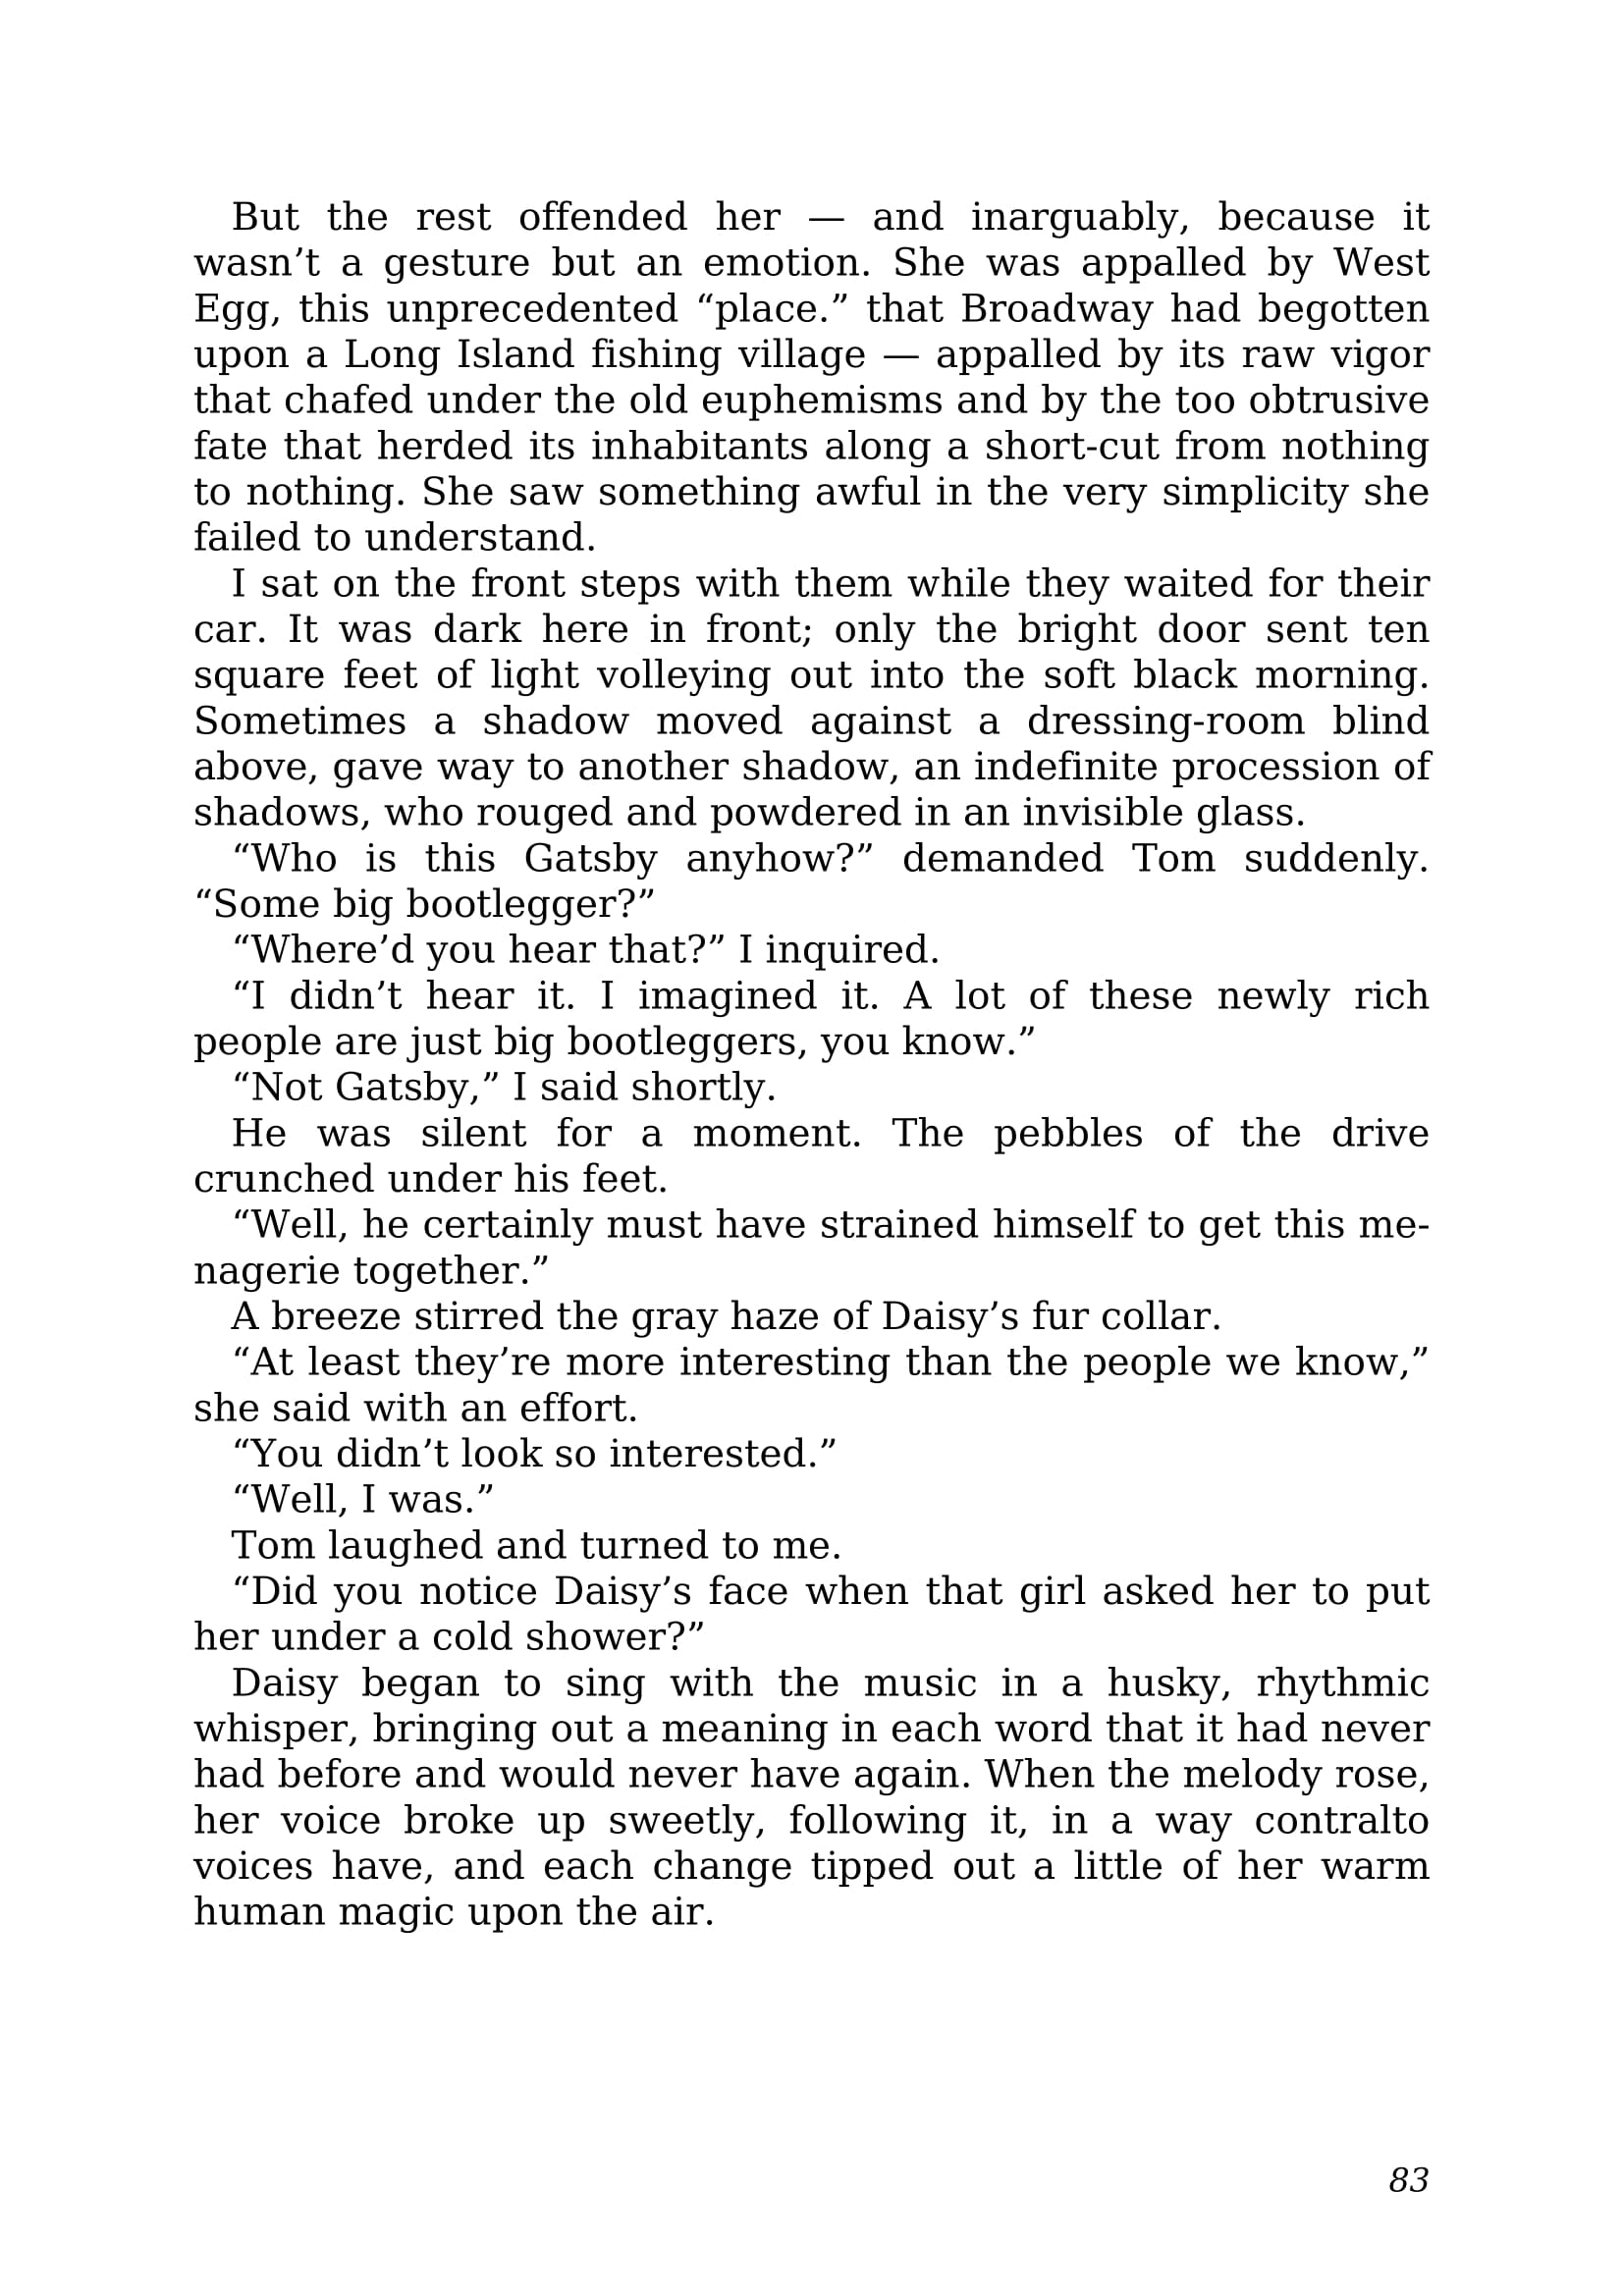 But the rest offended her — and inarguably, because it
wasn’t a gesture but an emotion. She was appalled by West
Egg, this unprecedented “place.” that Broadway had begotten
upon a Long Island fishing village — appalled by its raw vigor
that chafed under the old euphemisms and by the too obtrusive
fate that herded its inhabitants along a short-cut from nothing
to nothing. She saw something awful in the very simplicity she
failed to understand.
I sat on the front steps with them while they waited for their
car. It was dark here in front; only the bright door sent ten
square feet of light volleying out into the soft black morning.
Sometimes a shadow moved against a dressing-room blind
above, gave way to another shadow, an indefinite procession of
shadows, who rouged and powdered in an invisible glass.
“Who is this Gatsby anyhow?” demanded Tom suddenly.
“Some big bootlegger?”
“Where’d you hear that?” I inquired.
“I didn’t hear it. I imagined it. A lot of these newly rich
people are just big bootleggers, you know.”
“Not Gatsby,” I said shortly.
He was silent for a moment. The pebbles of the drive
crunched under his feet.
“Well, he certainly must have strained himself to get this me-
nagerie together.”
A breeze stirred the gray haze of Daisy’s fur collar.
“At least they’re more interesting than the people we know,”
she said with an effort.
“You didn’t look so interested.”
“Well, I was.”
Tom laughed and turned to me.
“Did you notice Daisy’s face when that girl asked her to put
her under a cold shower?”
Daisy began to sing with the music in a husky, rhythmic
whisper, bringing out a meaning in each word that it had never
had before and would never have again. When the melody rose,
her voice broke up sweetly, following it, in a way contralto
voices have, and each change tipped out a little of her warm
human magic upon the air.
83